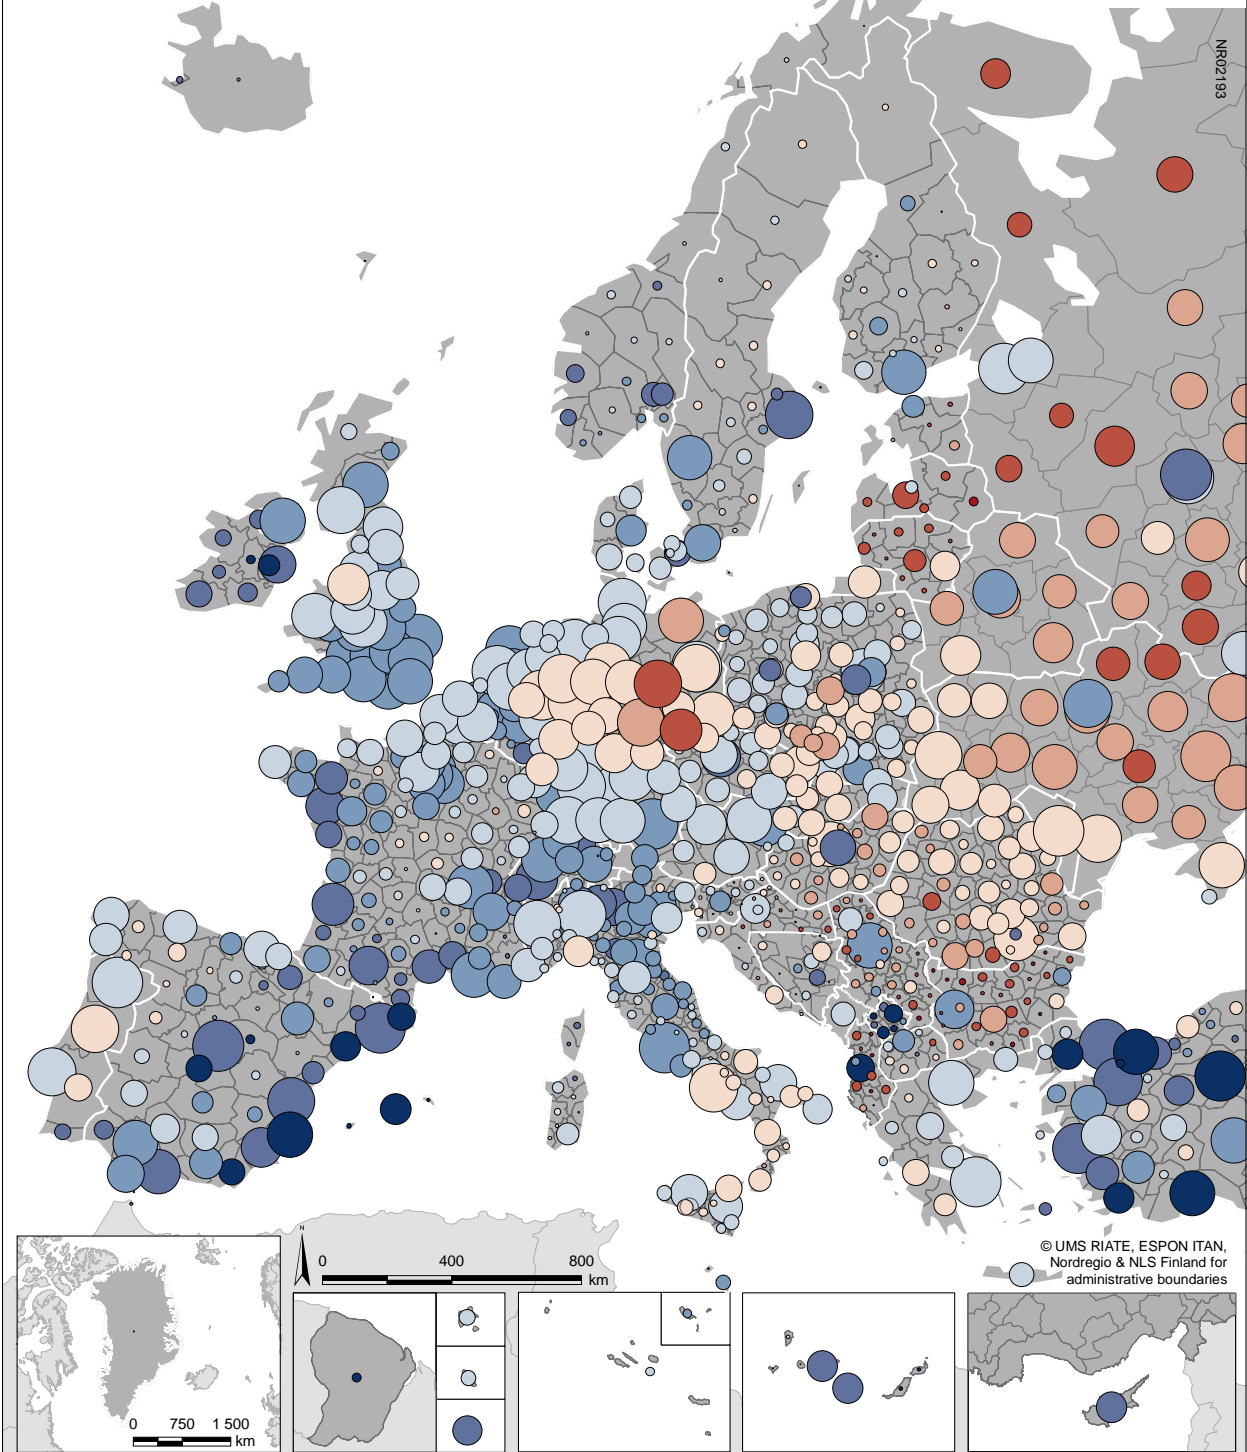 NR02193
© UMS RIATE, ESPON ITAN,
Nordregio & NLS Finland for
administrative boundaries
N
0 400 800
km
0 750 1 500
km